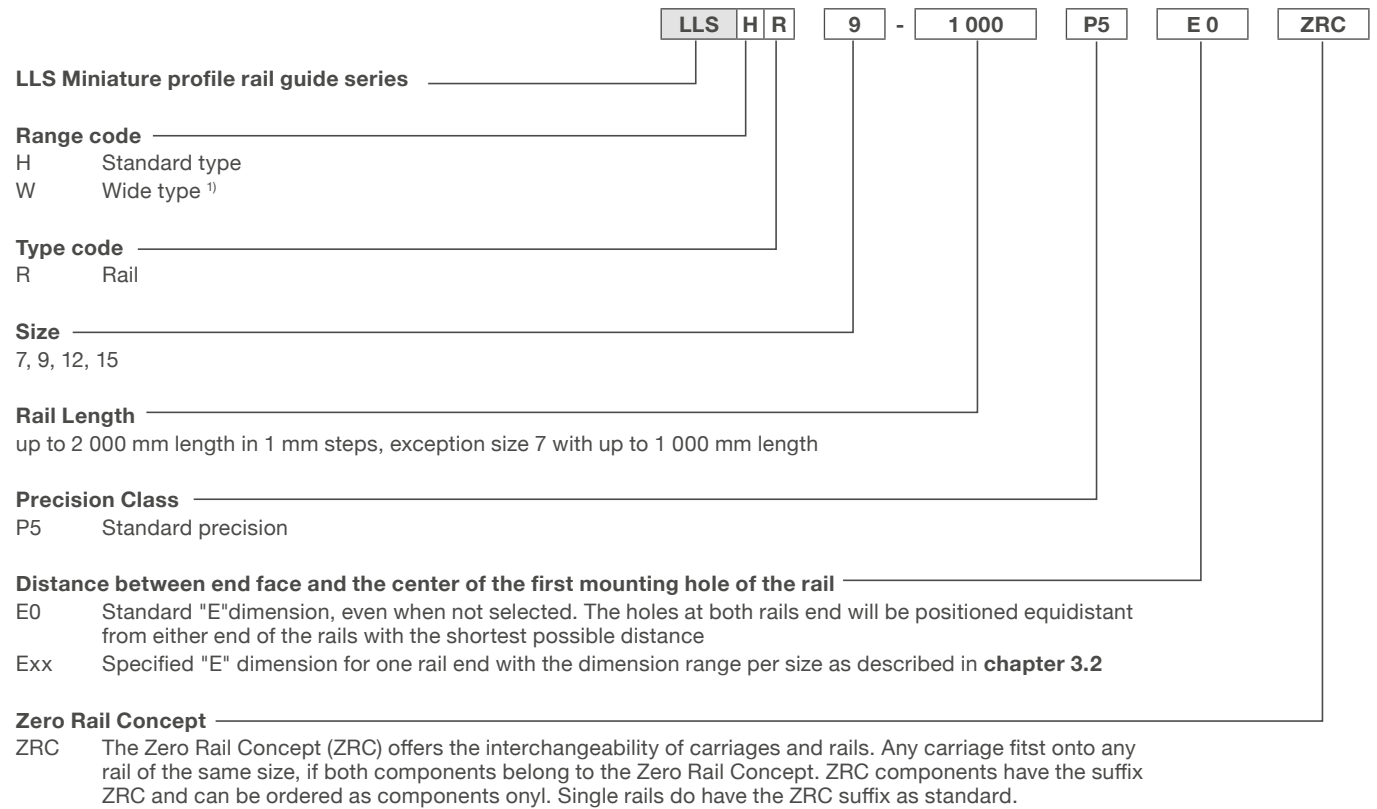 LLS H R 9 - 1 000 P5 E 0 ZRC
LLS Miniature profile rail guide series
Range code
H Standard type
W Wide type 1)
Type code
R Rail
Size
7, 9, 12, 15
Rail Length
up to 2 000 mm length in 1 mm steps, exception size 7 with up to 1 000 mm length
Precision Class
P5 Standard precision
Distance between end face and the center of the first mounting hole of the rail
E0 Standard "E"dimension, even when not selected. The holes at both rails end will be positioned equidistant
from either end of the rails with the shortest possible distance
Exx Specified "E" dimension for one rail end with the dimension range per size as described in chapter 3.2
Zero Rail Concept
ZRC The Zero Rail Concept (ZRC) offers the interchangeability of carriages and rails. Any carriage fitst onto any
rail of the same size, if both components belong to the Zero Rail Concept. ZRC components have the suffix
ZRC and can be ordered as components onyl. Single rails do have the ZRC suffix as standard.